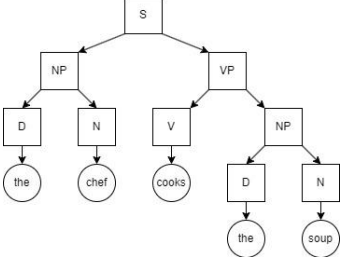 S
NP VP
D N V NP
the chef cooks D N
the soup